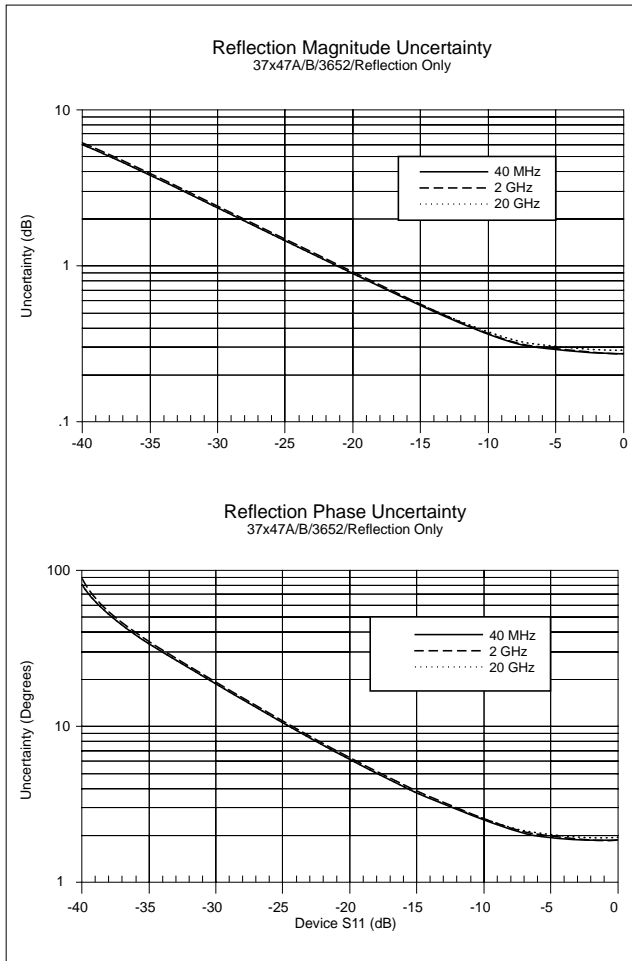 Reflection Magnitude Uncertainty
37x47A/B/3652/Reflection Only
10
1
.1
Uncertainty (dB)
40 MHz
2 GHz
20 GHz
-40 -35 -30 -25 -20 -15 -10 -5 0
Reflection Phase Uncertainty
37x47A/B/3652/Reflection Only
100
10
1
Uncertainty (Degrees)
40 MHz
2 GHz
20 GHz
-40 -35 -30 -25 -20 -15 -10 -5 0
Device S11 (dB)